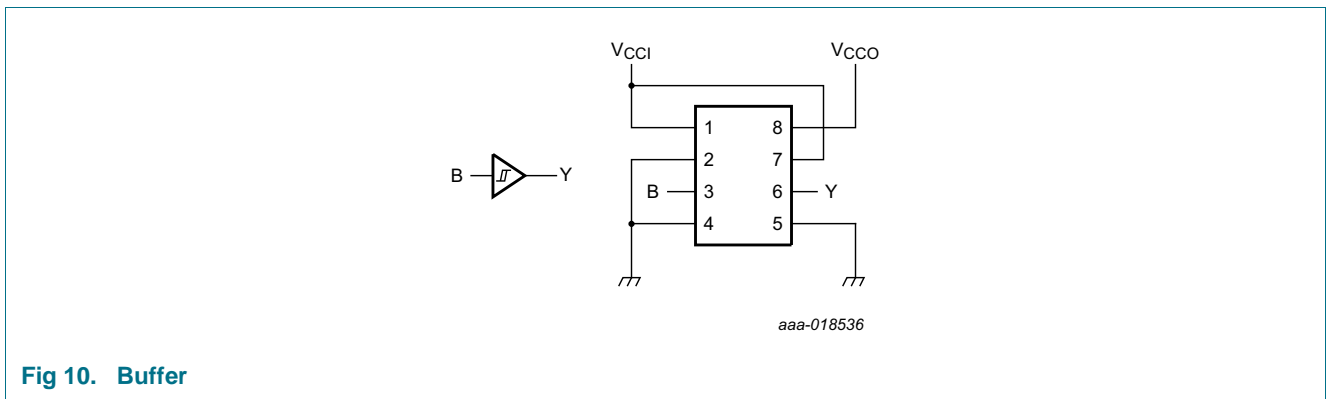 VCCI VCCO
1 8
2 7
B Y B 3 6 Y
4 5
aaa-018536
Fig 10. Buffer